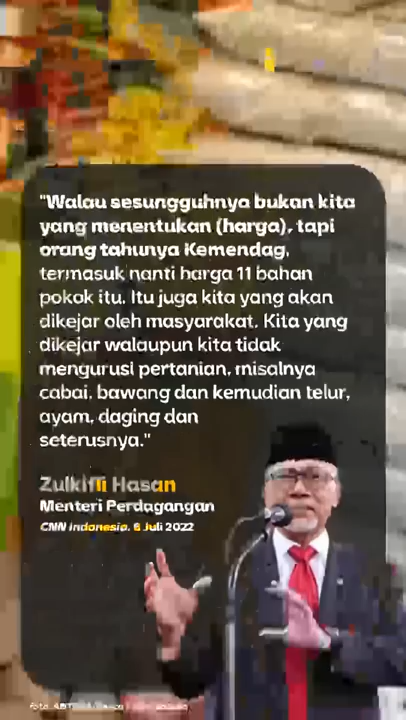 "Walau sesungguhnya bukan kita
yang menentukan (harga), tapi
orang tahunya Kemendag,
termasuk nanti harga 11 bahan
pokok itu. Itu juga kita yang akan
dikejar oleh masyarakat. Kita yang
dikejar walaupun kita tidak
mengurusi pertanian, misalnya
cabai, bawang dan kemudian telur,
ayam, daging dan
seterusnya."
Zulkifli Hasan
Menteri Perdagangan
CNN Indonesia, 6 Juli 2022
Foto: